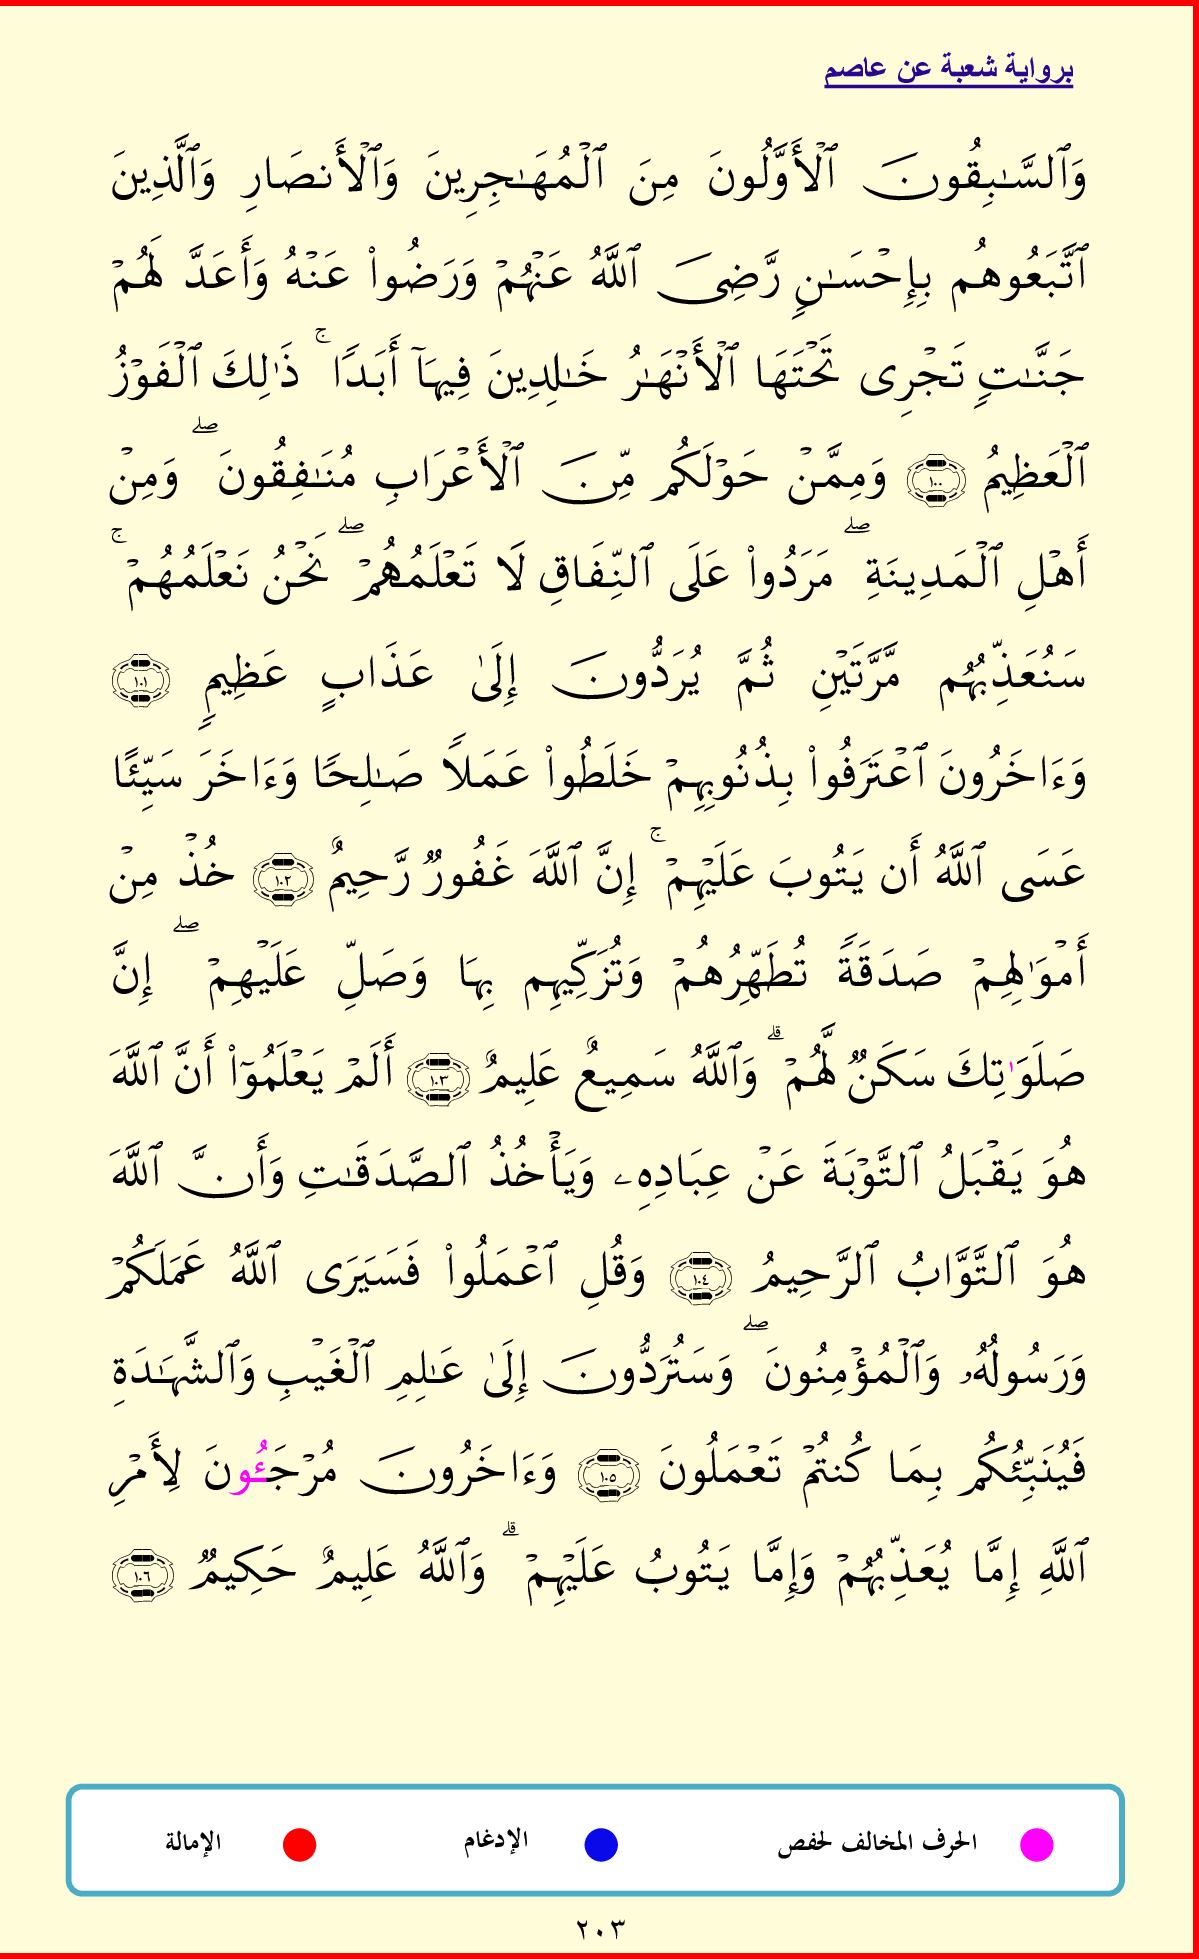 برواية شعبة عن عاصم
وَٱلسَّـٰبِقُونَ ٱلۡأَوَّلُونَ مِنَ ٱلۡمُهَـٰجِرِينَ وَٱلۡأَنصَارِ وَٱلَّذِينَ
ٱتَّبَعُوهُم بِإِحۡسَـٰنٍ رَّضِىَ ٱللَّهُ عَنۡهُمۡ وَرَضُوا۟ عَنۡهُ وَأَعَدَّ لَهُمۡ
جَنَّـٰتٍ تَجۡرِى تَحۡتَهَا ٱلۡأَنۡهَـٰرُ خَـٰلِدِينَ فِيهَآ أَبَدًا ۚ ذَٰلِكَ ٱلۡفَوۡزُ
ٱلۡعَظِيمُ ١٠٠ وَمِمَّنۡ حَوۡلَكُم مِّنَ ٱلۡأَعۡرَابِ مُنَـٰفِقُونَ ۖ وَمِنۡ
أَهۡلِ ٱلۡمَدِينَةِ ۖ مَرَدُوا۟ عَلَى ٱلنِّفَاقِ لَا تَعۡلَمُهُمۡ ۖ نَحۡنُ نَعۡلَمُهُمۡ ۚ
سَنُعَذِّبُهُم مَّرَّتَيۡنِ ثُمَّ يُرَدُّونَ إِلَىٰ عَذَابٍ عَظِيمٍ ١٠١
وَءَاخَرُونَ ٱعۡتَرَفُوا۟ بِذُنُوبِهِمۡ خَلَطُوا۟ عَمَلًا صَـٰلِحًا وَءَاخَرَ سَيِّئًا
عَسَى ٱللَّهُ أَن يَتُوبَ عَلَيۡهِمۡ ۚ إِنَّ ٱللَّهَ غَفُورٌ رَّحِيمٌ ١٠٢ خُذۡ مِنۡ
أَمۡوَٰلِهِمۡ صَدَقَةً تُطَهِّرُهُمۡ وَتُزَكِّيهِم بِهَا وَصَلِّ عَلَيۡهِمۡ ۖ إِنَّ
صَلَوَٰتِكَ سَكَنٌ لَّهُمۡ ۗ وَٱللَّهُ سَمِيعٌ عَلِيمٌ ١٠٣ أَلَمۡ يَعۡلَمُوٓا۟ أَنَّ ٱللَّهَ
هُوَ يَقۡبَلُ ٱلتَّوۡبَةَ عَنۡ عِبَادِهِۦ وَيَأۡخُذُ ٱلصَّدَقَـٰتِ وَأَنَّ ٱللَّهَ
هُوَ ٱلتَّوَّابُ ٱلرَّحِيمُ ١٠٤ وَقُلِ ٱعۡمَلُوا۟ فَسَيَرَى ٱللَّهُ عَمَلَكُمۡ
وَرَسُولُهُۥ وَٱلۡمُؤۡمِنُونَ ۖ وَسَتُرَدُّونَ إِلَىٰ عَـٰلِمِ ٱلۡغَيۡبِ وَٱلشَّهَـٰدَةِ
فَيُنَبِّئُكُم بِمَا كُنتُمۡ تَعۡمَلُونَ ١٠٥ وَءَاخَرُونَ مُرۡجَـُٔونَ لِأَمۡرِ
ٱللَّهِ إِمَّا يُعَذِّبُهُمۡ وَإِمَّا يَتُوبُ عَلَيۡهِمۡ ۗ وَٱللَّهُ عَلِيمٌ حَكِيمٌ ١٠٦
الحرف المخالف لحفص الإدغام الإمالة
٢٠٣